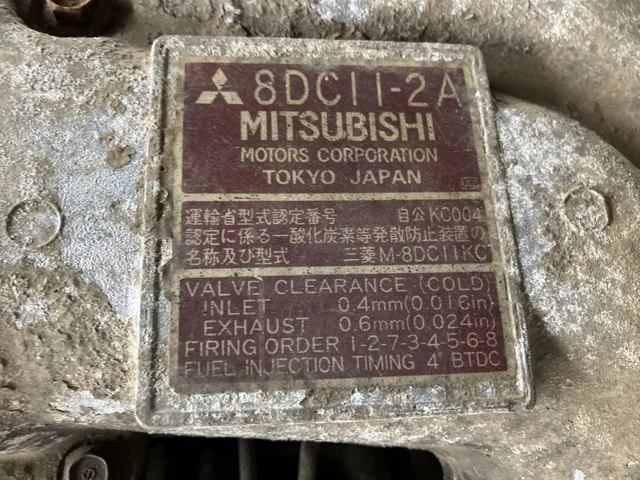 8DC11-2A
MITSUBISHI
MOTORS CORPORATION
TOKYO JAPAN
運輸省型式認定番号 自公KC004
認定に係る一酸化炭素等発散防止装置の
名称及び型式 三菱M-8DC11KC1
VALVE CLEARANCE (COLD)
INLET 0.4mm(0.016in)
EXHAUST 0.6mm(0.024in)
FIRING ORDER 1-2-7-3-4-5-6-8
FUEL INJECTION TIMING 4° BTDC